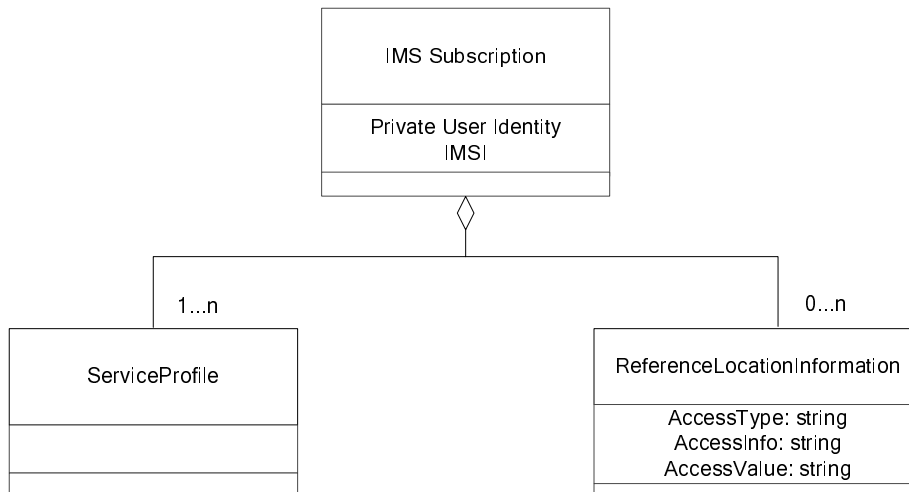 IMS Subscription
Private User Identity
IMSI
1...n
0...n
ServiceProfile
ReferenceLocationInformation
AccessType: string
AccessInfo: string
AccessValue: string